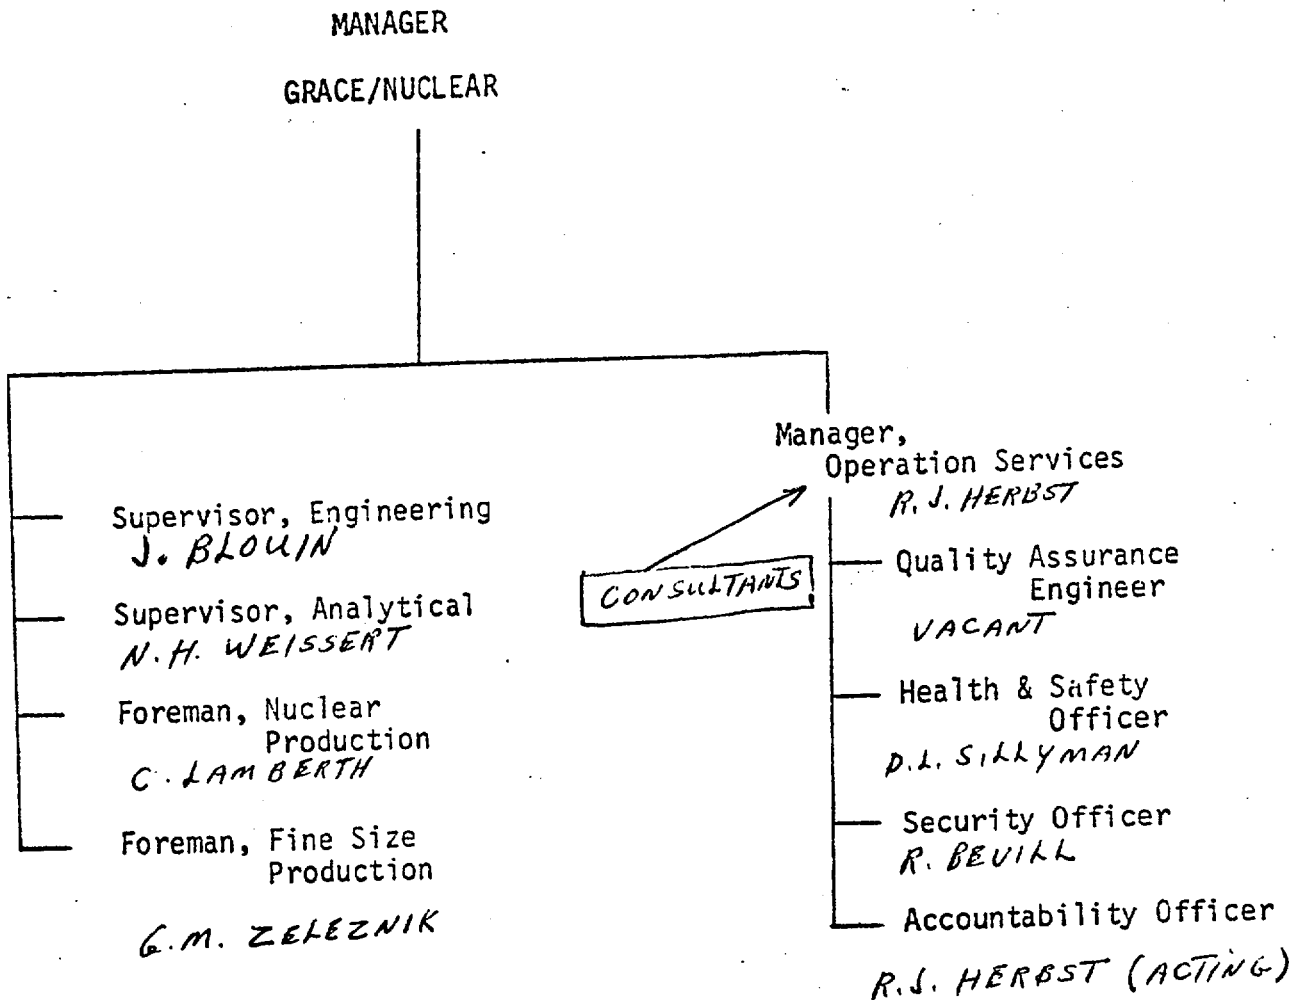 MANAGER
GRACE/NUCLEAR
Supervisor, Engineering
J. BLOUIN
Supervisor, Analytical
N.H. WEISSERT
Foreman, Nuclear
Production
C. LAMBERTH
Foreman, Fine Size
Production
G.M. ZELEZNIK
CONSULTANTS
Manager,
Operation Services
R.J. HERBST
Quality Assurance
Engineer
VACANT
Health & Safety
Officer
D.L. SILLYMAN
Security Officer
R. BEVILL
Accountability Officer
R.J. HERBST (ACTING)